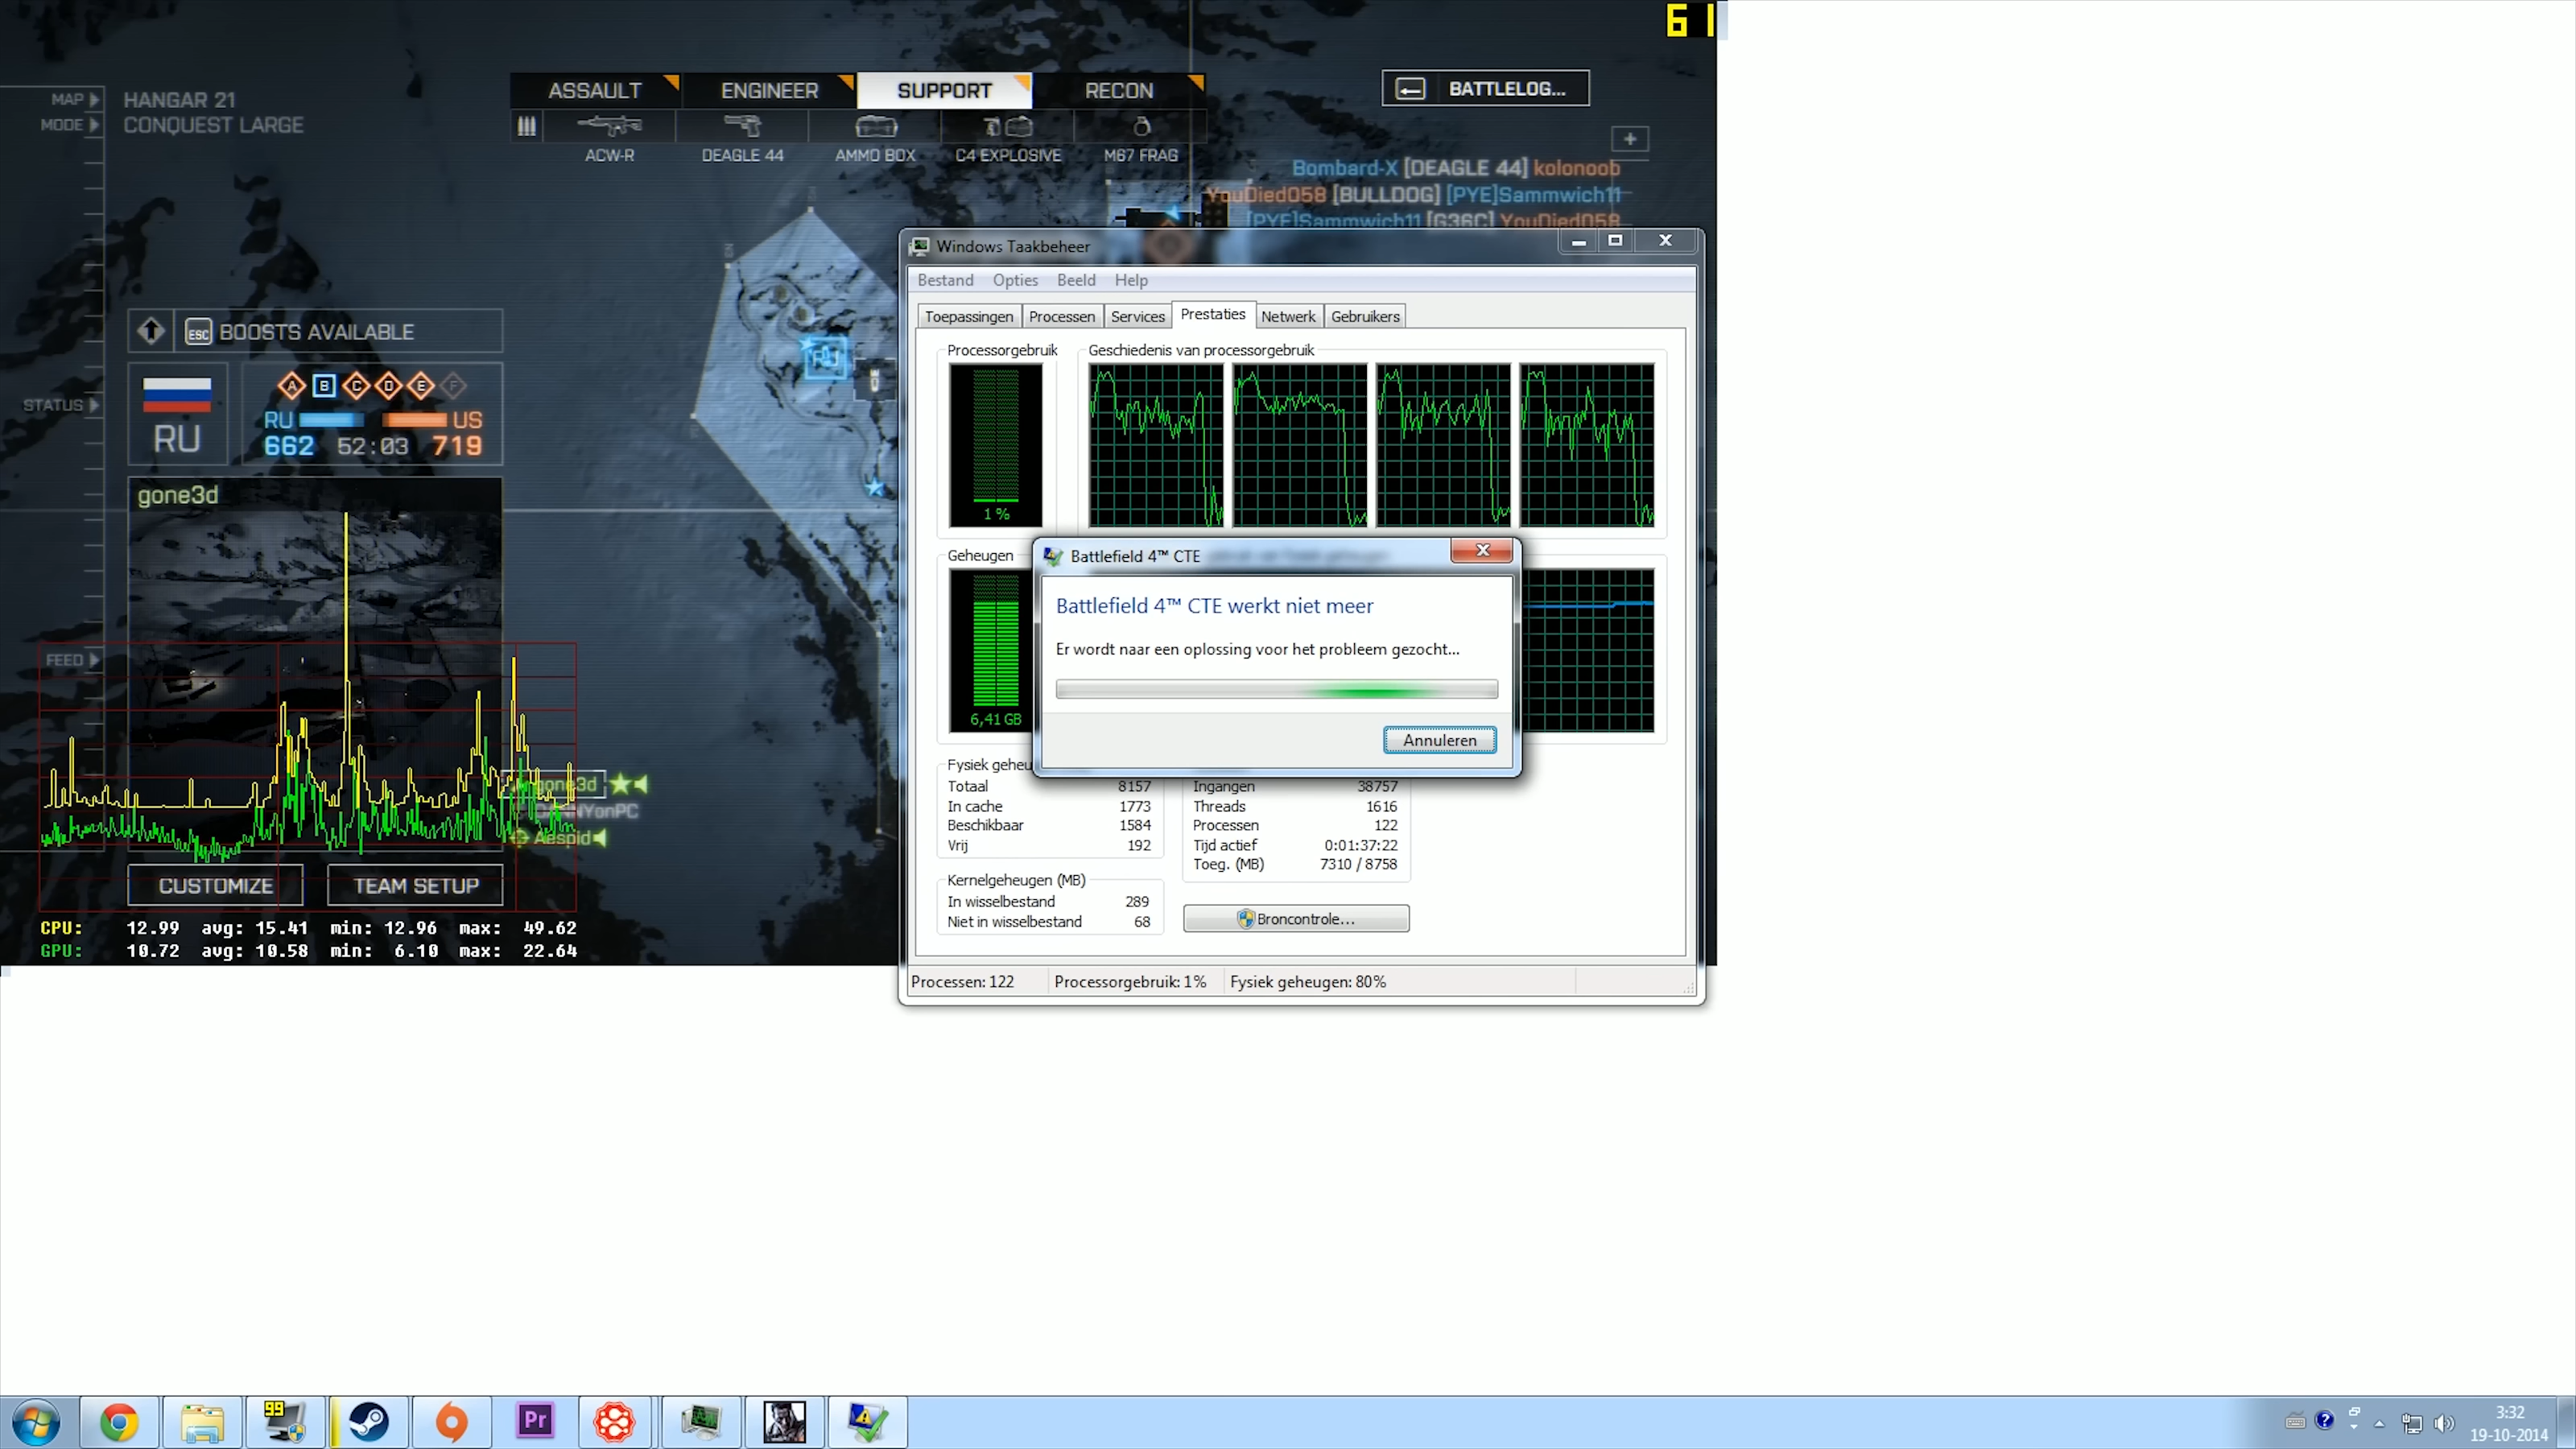 61
MAP HANGAR 21
MODE CONQUEST LARGE
ASSAULT ENGINEER SUPPORT RECON
ACW-R DEAGLE 44 AMMO BOX C4 EXPLOSIVE M67 FRAG
BATTLELOG...
+
Bombard-X [DEAGLE 44] kolonoob
YouDied058 [BULLDOG] [PYE]Sammwich11
[PYE]Sammwich11 [G36C] YouDied058
ESC BOOSTS AVAILABLE
STATUS
RU
A B C D E F
RU US
662 52:03 719
gone3d
FEED
gone3d
Aespid
CUSTOMIZE TEAM SETUP
CPU: 12.99 avg: 15.41 min: 12.96 max: 49.62
GPU: 10.72 avg: 10.58 min: 6.10 max: 22.64
RU
Windows Taakbeheer
Bestand Opties Beeld Help
Toepassingen Processen Services Prestaties Netwerk Gebruikers
Processorgebruik Geschiedenis van processorgebruik
1 %
Geheugen
6,41 GB
Battlefield 4™ CTE
Battlefield 4™ CTE werkt niet meer
Er wordt naar een oplossing voor het probleem gezocht...
Annuleren
Fysiek geheu
Totaal 8157
In cache 1773
Beschikbaar 1584
Vrij 192
Ingangen 38757
Threads 1616
Processen 122
Tijd actief 0:01:37:22
Toeg. (MB) 7310 / 8758
Kernelgeheugen (MB)
In wisselbestand 289
Niet in wisselbestand 68
Broncontrole...
Processen: 122 Processorgebruik: 1% Fysiek geheugen: 80%
99
Pr
3:32
19-10-2014